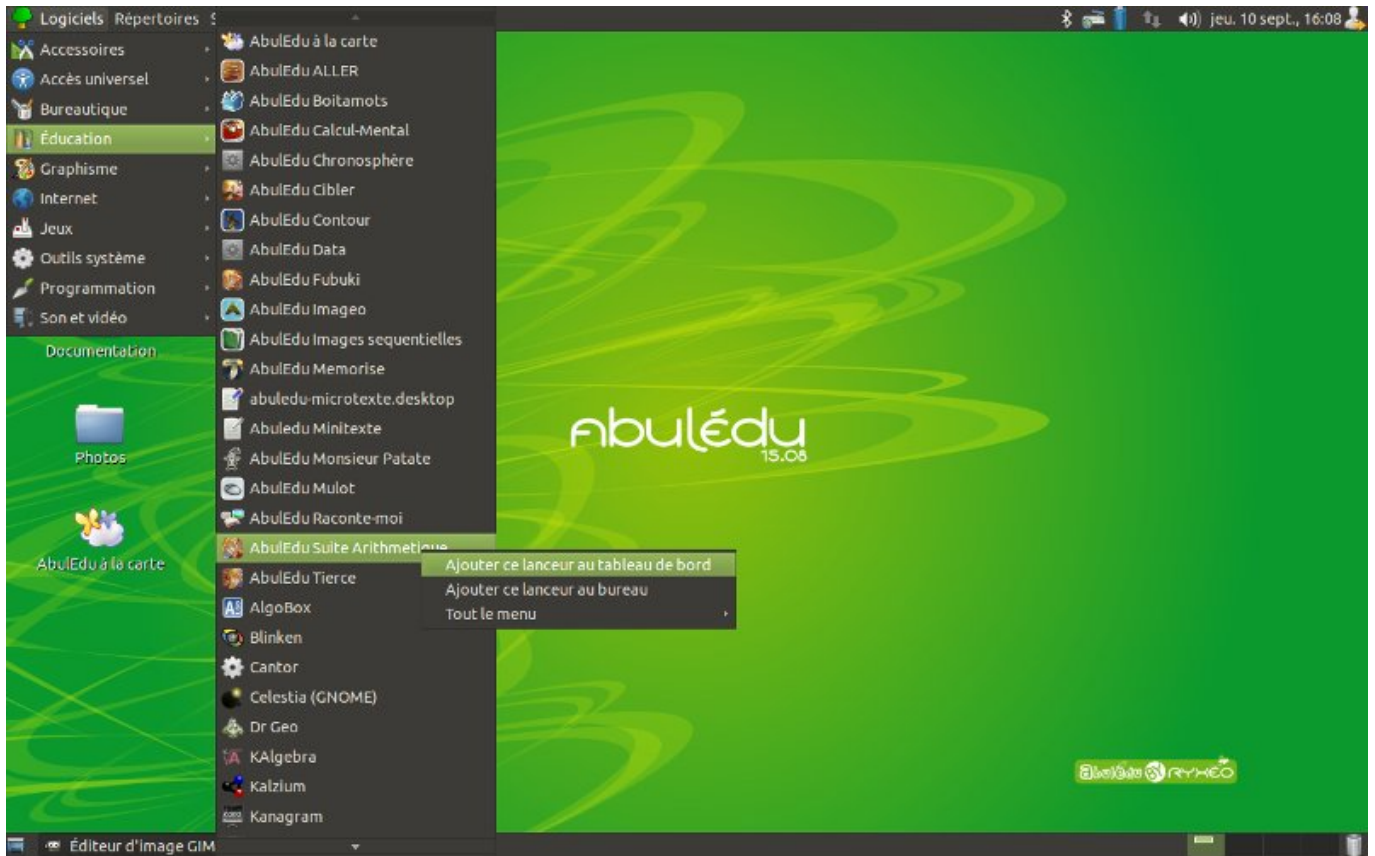 Logiciels Répertoires
jeu. 10 sept., 16:08
Accessoires
Accès universel
Bureautique
Éducation
Graphisme
Internet
Jeux
Outils système
Programmation
Son et vidéo
AbulEdu à la carte
AbulEdu ALLER
AbulEdu Boitamots
AbulEdu Calcul-Mental
AbulEdu Chronosphère
AbulEdu Cibler
AbulEdu Contour
AbulEdu Data
AbulEdu Fubuki
AbulEdu Imageo
AbulEdu Images sequentielles
AbulEdu Memorise
abuledu-microtexte.desktop
Abuledu Minitexte
AbulEdu Monsieur Patate
AbulEdu Mulot
AbulEdu Raconte-moi
AbulEdu Suite Arithmetique
AbulEdu Tierce
AlgoBox
Blinken
Cantor
Celestia (GNOME)
Dr Geo
KAlgebra
Kalzium
Kanagram
Ajouter ce lanceur au tableau de bord
Ajouter ce lanceur au bureau
Tout le menu
Documentation
Photos
AbulEdu à la carte
abulédu
15.08
abulédu RYXÉO
Éditeur d'image GIM